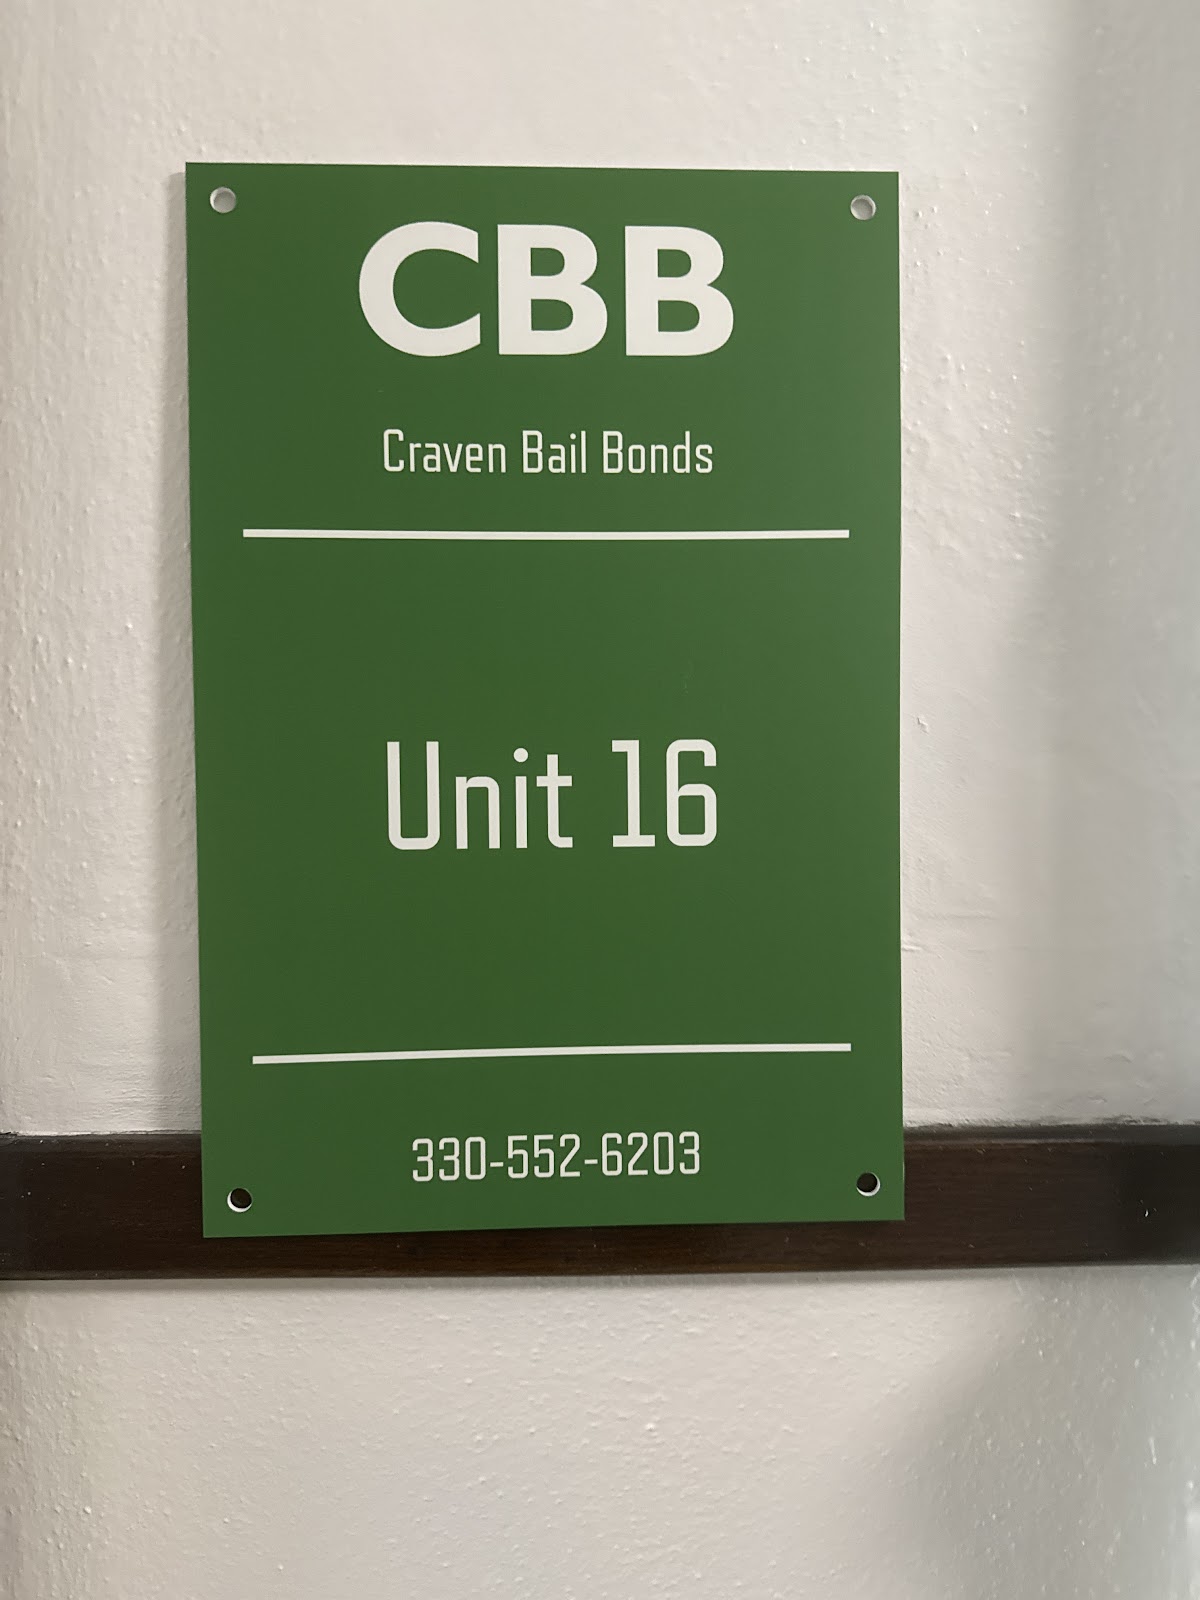 CBB
Craven Bail Bonds
Unit 16
330-552-6203